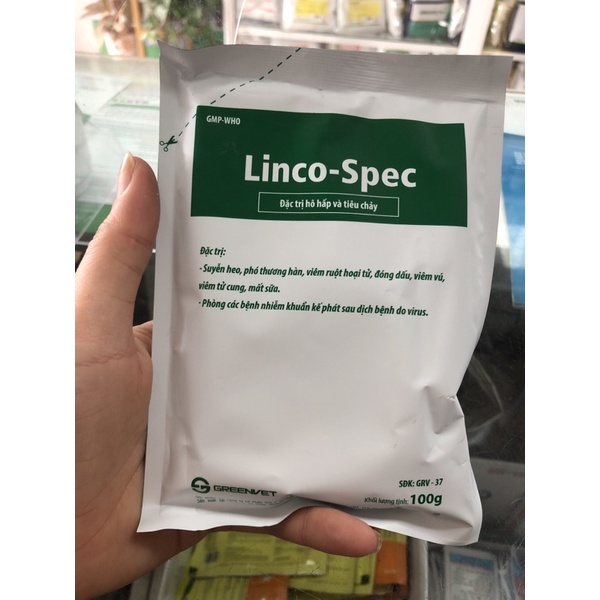 GMP-WHO
Linco-Spec
Đặc trị hô hấp và tiêu chảy
Đặc trị:
- Suyễn heo, phó thương hàn, viêm ruột hoại tử, đóng dấu, viêm vú,
viêm tử cung, mất sữa.
- Phòng các bệnh nhiễm khuẩn kế phát sau dịch bệnh do virus.
SĐK: GRV - 37
GREENVET
Khối lượng tịnh: 100g